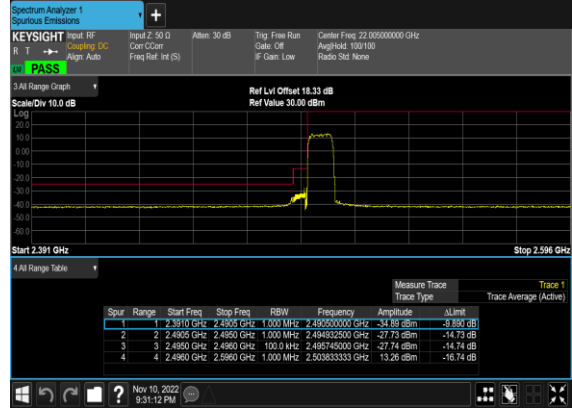 Spectrum Analyzer 1
Spurious Emissions
KEYSIGHT
R T
PASS
Input: RF
Coupling: DC
Align: Auto
Input Z: 50 Ω
Corr CCorr
Freq Ref: Int (S)
Atten: 30 dB
Trig: Free Run
Gate: Off
IF Gain: Low
Center Freq: 22.005000000 GHz
Avg|Hold: 100/100
Radio Std: None
3 All Range Graph
Scale/Div 10.0 dB
Ref Lvl Offset 18.33 dB
Ref Value 30.00 dBm
Log
20.0
10.0
0.00
-10.0
-20.0
-30.0
-40.0
-50.0
-60.0
Start 2.391 GHz
Stop 2.596 GHz
4 All Range Table
Measure Trace Trace 1
Trace Type Trace Average (Active)
Spur Range Start Freq Stop Freq RBW Frequency Amplitude ΔLimit
1 1 2.3910 GHz 2.4905 GHz 1.000 MHz 2.490500000 GHz -34.89 dBm -9.890 dB
2 2 2.4905 GHz 2.4950 GHz 1.000 MHz 2.494932500 GHz -27.73 dBm -14.73 dB
3 3 2.4950 GHz 2.4960 GHz 100.0 kHz 2.495745000 GHz -27.74 dBm -14.74 dB
4 4 2.4960 GHz 2.5960 GHz 1.000 MHz 2.503833333 GHz 13.26 dBm -16.74 dB
?
Nov 10, 2022
9:31:12 PM